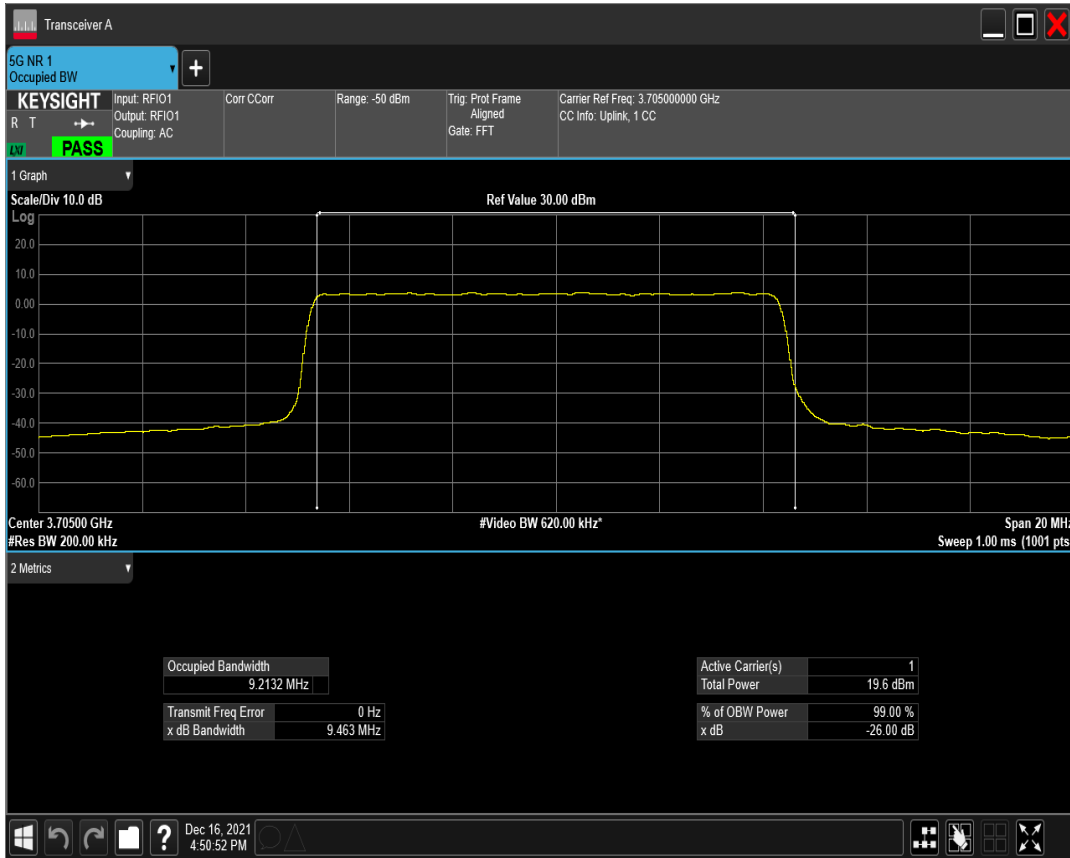 Transceiver A
5G NR 1
Occupied BW
KEYSIGHT
R T
LXI
PASS
Input: RFIO1
Output: RFIO1
Coupling: AC
Corr CCorr
Range: -50 dBm
Trig: Prot Frame
Aligned
Gate: FFT
Carrier Ref Freq: 3.705000000 GHz
CC Info: Uplink, 1 CC
1 Graph
Scale/Div 10.0 dB
Ref Value 30.00 dBm
Log
20.0
10.0
0.00
-10.0
-20.0
-30.0
-40.0
-50.0
-60.0
Center 3.70500 GHz
#Video BW 620.00 kHz*
Span 20 MHz
#Res BW 200.00 kHz
Sweep 1.00 ms (1001 pts
2 Metrics
Occupied Bandwidth
9.2132 MHz
Transmit Freq Error 0 Hz
x dB Bandwidth 9.463 MHz
Active Carrier(s) 1
Total Power 19.6 dBm
% of OBW Power 99.00 %
x dB -26.00 dB
?
Dec 16, 2021
4:50:52 PM